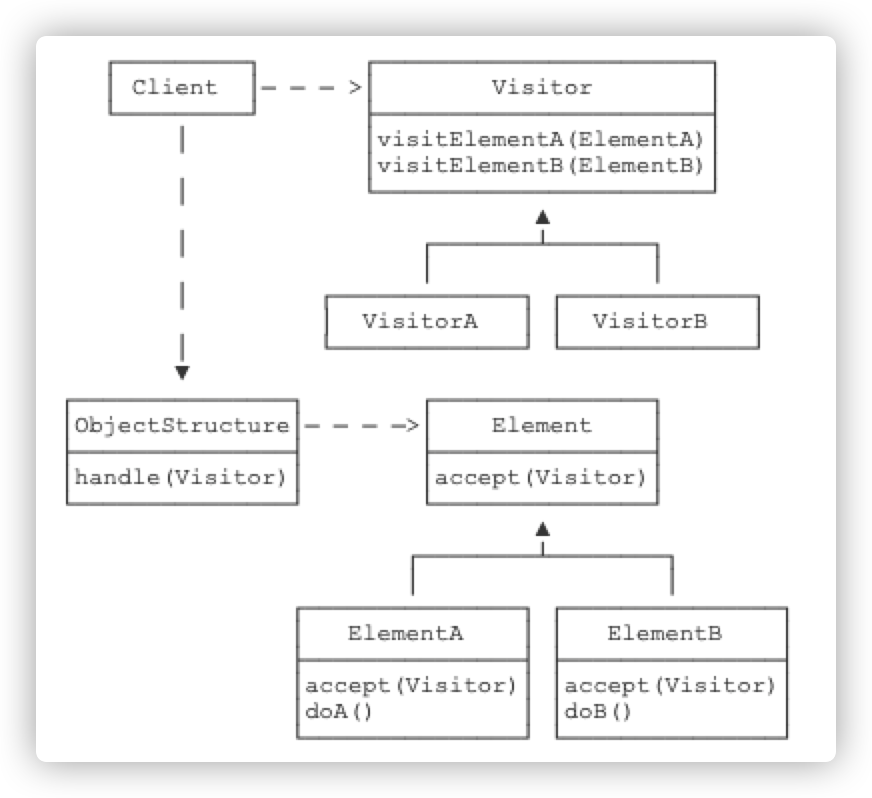 Client
Visitor
visitElementA(ElementA)
visitElementB(ElementB)
VisitorA
VisitorB
ObjectStructure
handle(Visitor)
Element
accept(Visitor)
ElementA
accept(Visitor)
doA()
ElementB
accept(Visitor)
doB()